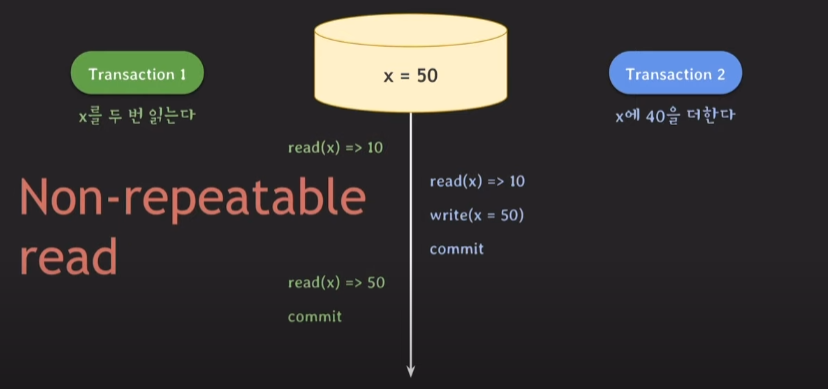 Transaction 1
x = 50
Transaction 2
x를 두 번 읽는다
x에 40을 더한다
read(x) => 10
read(x) => 10
Non-repeatable
read
write(x = 50)
commit
read(x) => 50
commit